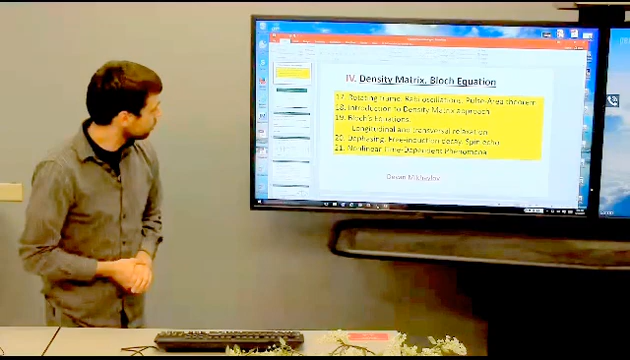 IV. Density Matrix. Bloch Equation
17. Rotating frame. Rabi oscillations. Pulse-Area theorem
18. Introduction to Density Matrix approach
19. Bloch's Equations
Longitudinal and transversal relaxation
20. Dephasing. Free-induction decay. Spin echo
21. Nonlinear Time-Dependent Phenomena